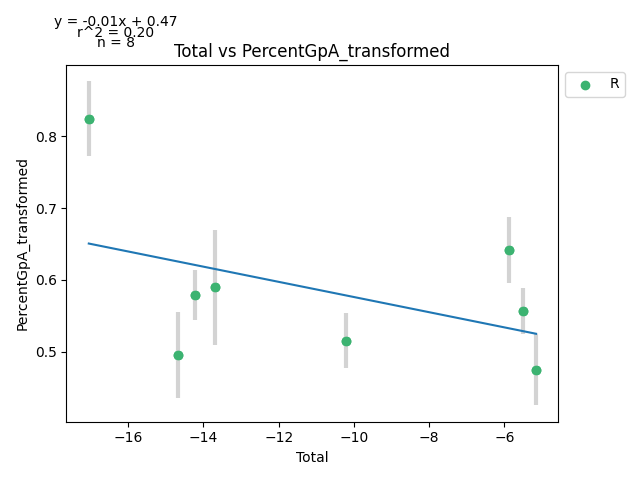 y = -0.01x + 0.47
r^2 = 0.20
n = 8
Total vs PercentGpA_transformed
R
PercentGpA_transformed
0.8
0.7
0.6
0.5
−16
−14
−12
−10
−8
−6
Total